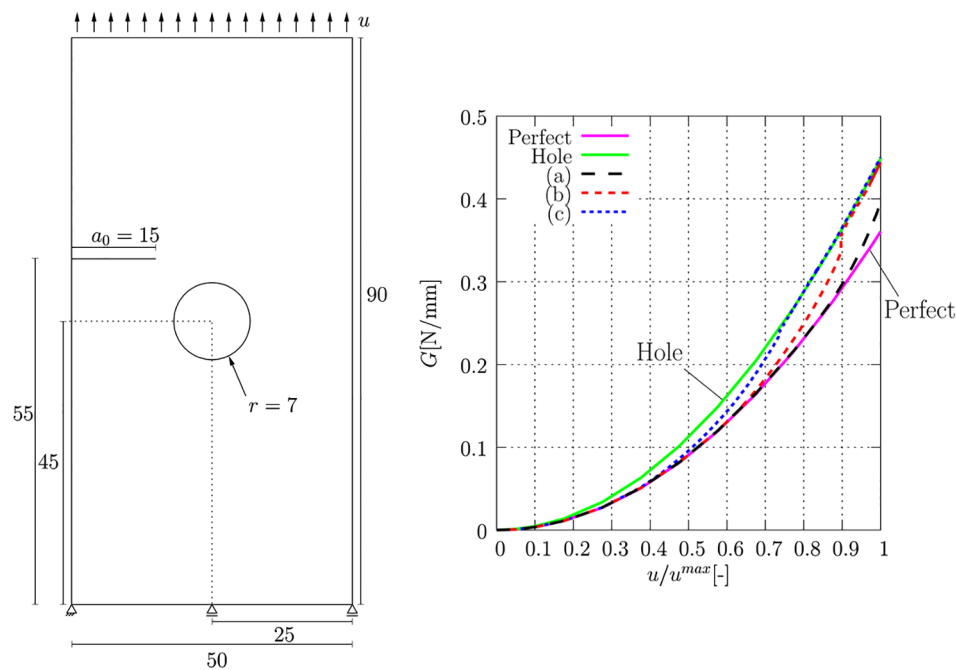 u
a₀ = 15
90
r = 7
55
45
25
50
0.5
Perfect
Hole
(a)
0.4
(b)
(c)
0.3
G[N/mm]
Perfect
Hole
0.2
0.1
0
0 0.1 0.2 0.3 0.4 0.5 0.6 0.7 0.8 0.9 1
u/uᵐᵃˣ[-]